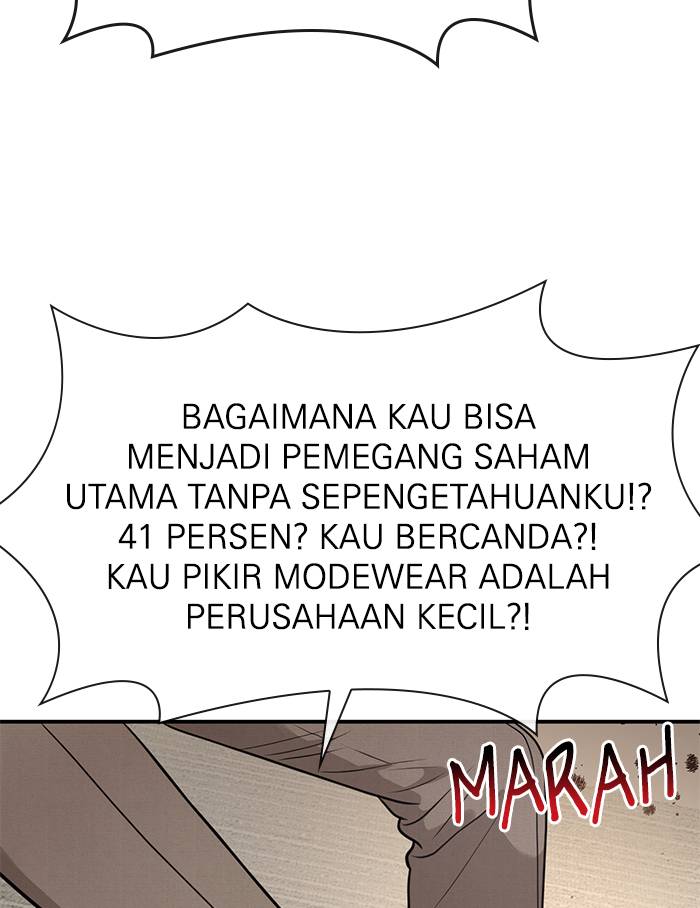 BAGAIMANA KAU BISA
MENJADI PEMEGANG SAHAM
UTAMA TANPA SEPENGETAHUANKU!?
41 PERSEN? KAU BERCANDA?!
KAU PIKIR MODEWEAR ADALAH
PERUSAHAAN KECIL?!
MARAH